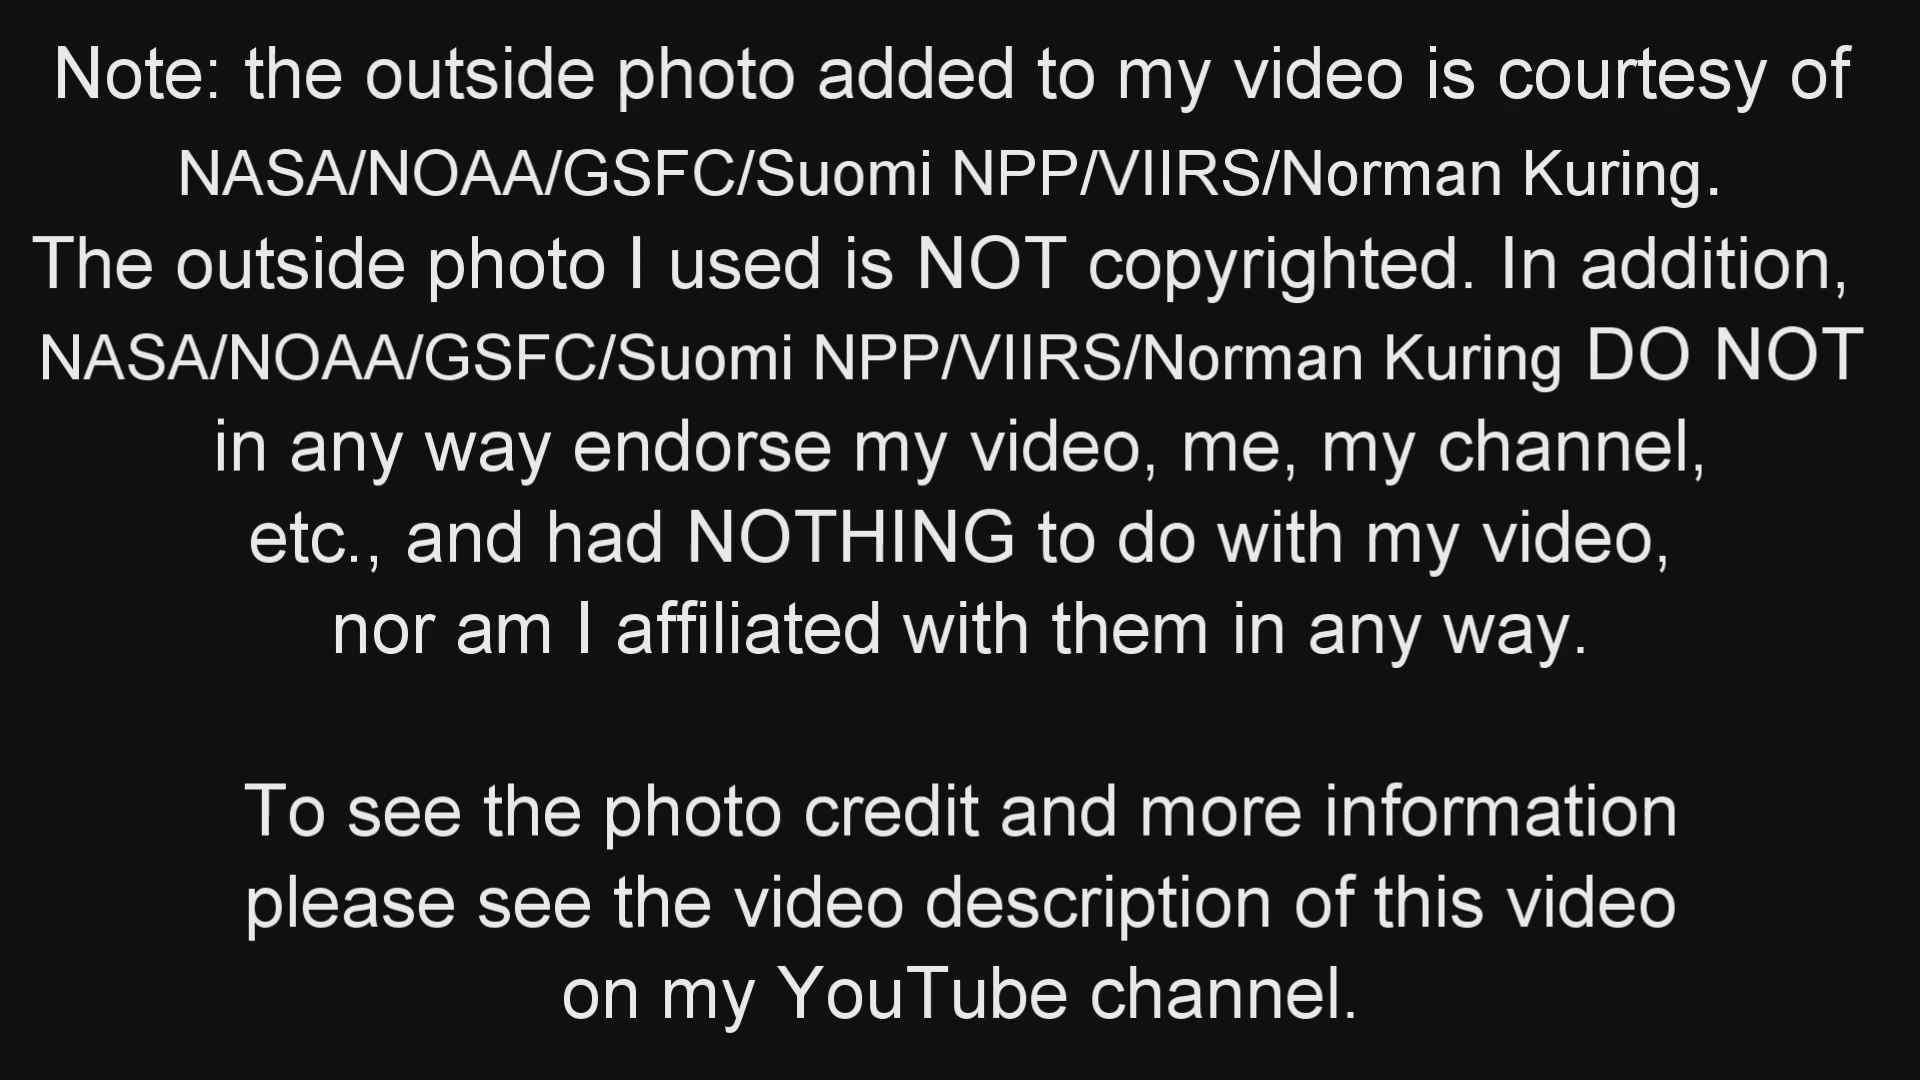 Note: the outside photo added to my video is courtesy of
NASA/NOAA/GSFC/Suomi NPP/VIIRS/Norman Kuring.
The outside photo I used is NOT copyrighted. In addition,
NASA/NOAA/GSFC/Suomi NPP/VIIRS/Norman Kuring DO NOT
in any way endorse my video, me, my channel,
etc., and had NOTHING to do with my video,
nor am I affiliated with them in any way.
To see the photo credit and more information
please see the video description of this video
on my YouTube channel.